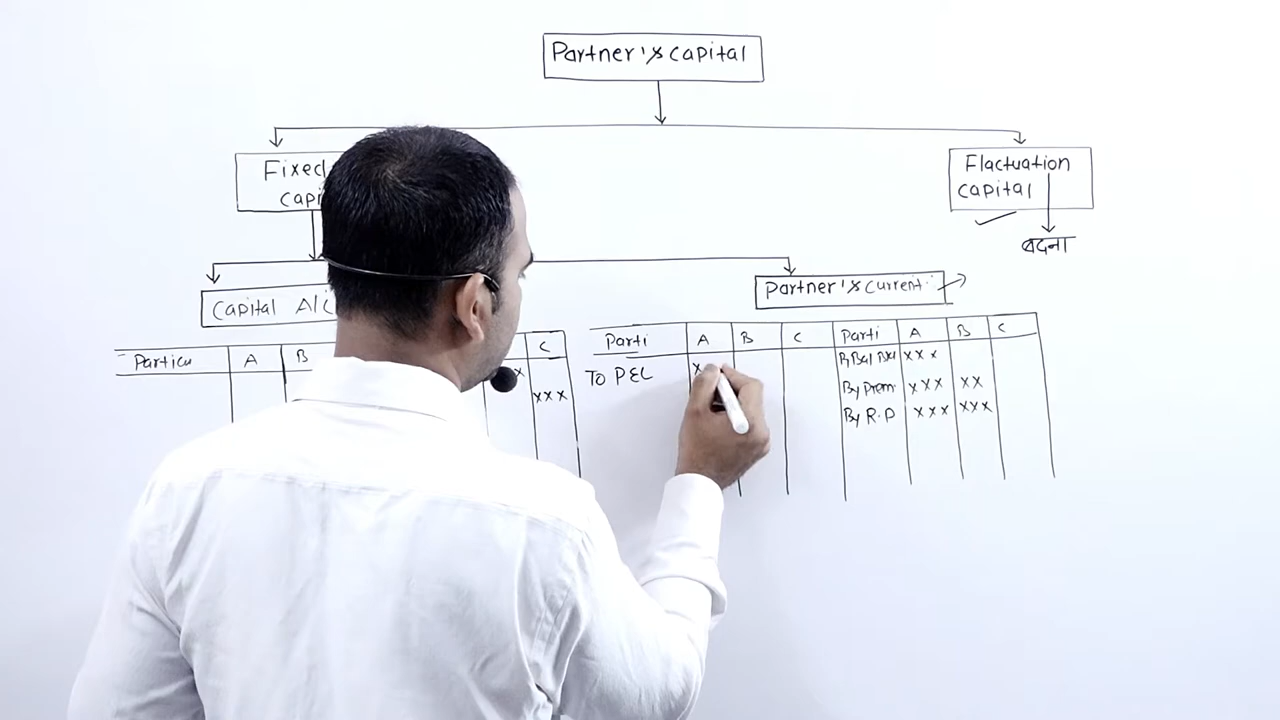 Partner's capital
Fixed
capi
Flactuation
capital
बदना
Capital A/c
Partner's current
Particu A B C
Parti A B C Parti A B C
To P&L x By Bal xxx
By Prem xxx xx
By R.D xxx xxx
x
xxx